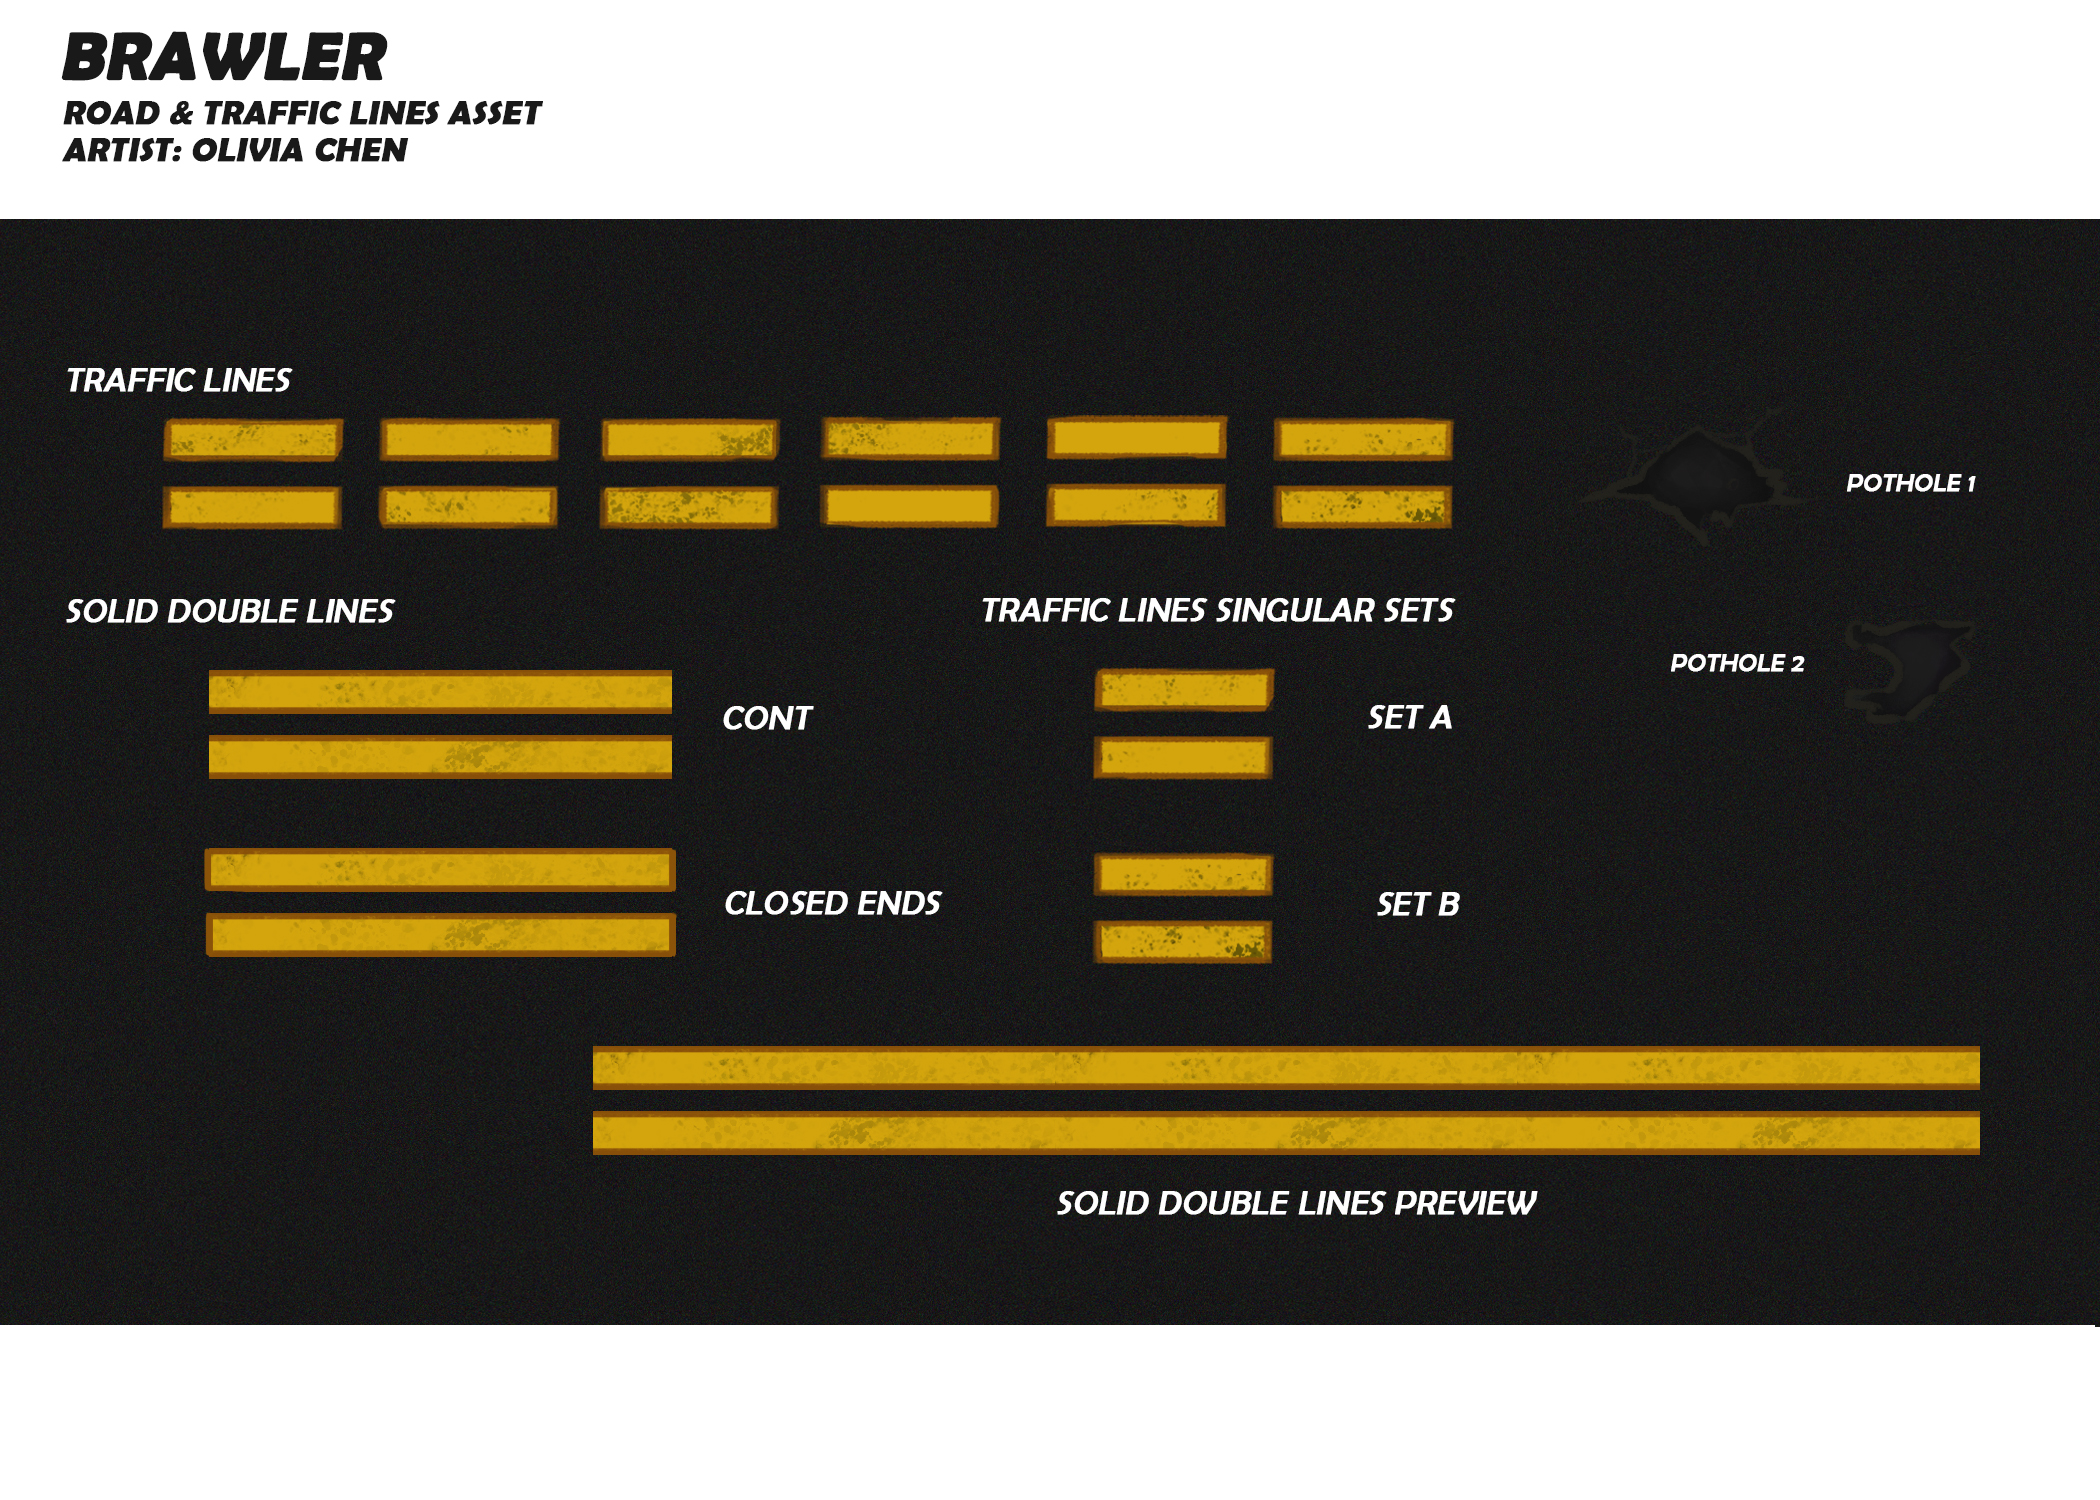 BRAWLER
ROAD & TRAFFIC LINES ASSET
ARTIST: OLIVIA CHEN
TRAFFIC LINES
POTHOLE 1
SOLID DOUBLE LINES
TRAFFIC LINES SINGULAR SETS
POTHOLE 2
CONT
SET A
CLOSED ENDS
SET B
SOLID DOUBLE LINES PREVIEW